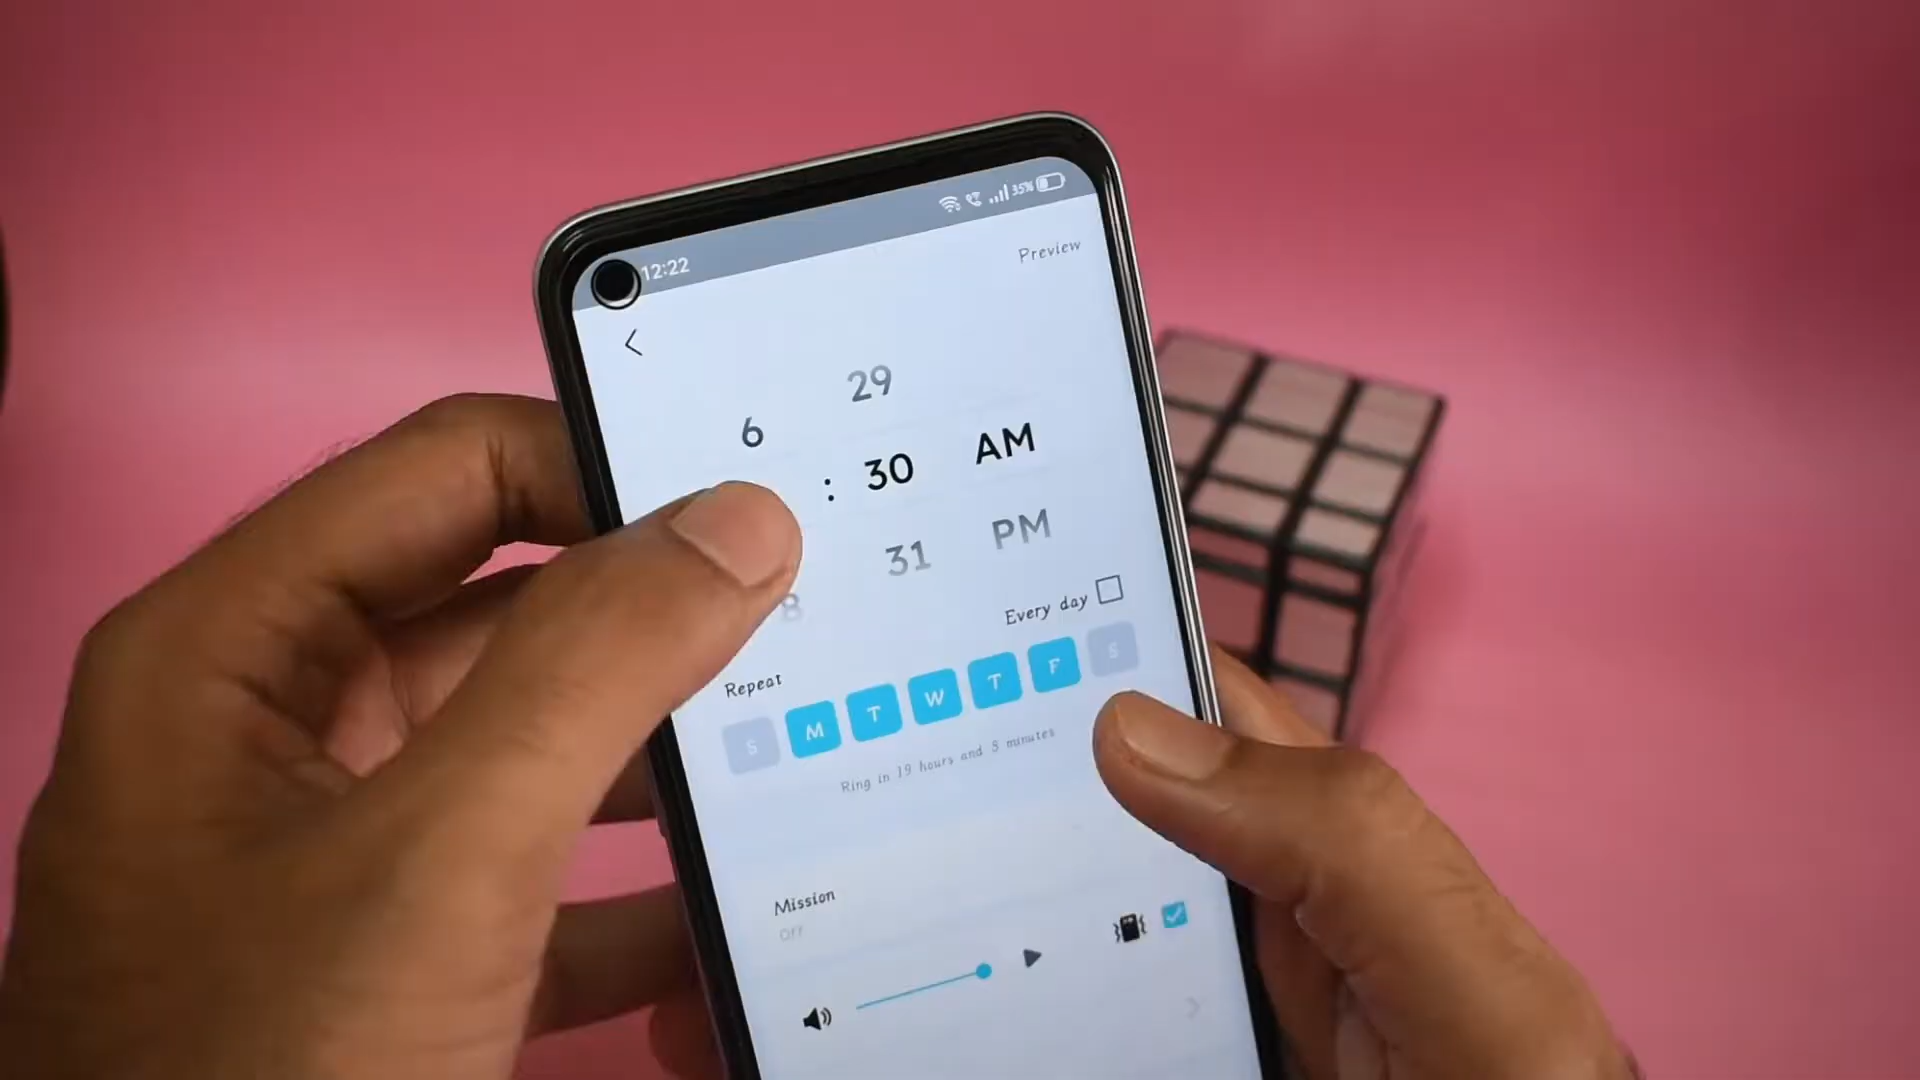 12:22
35%
Preview
29
6
: 30 AM
31 PM
8
Every day
Repeat
S M T W T F S
Ring in 19 hours and 5 minutes
Mission
Off